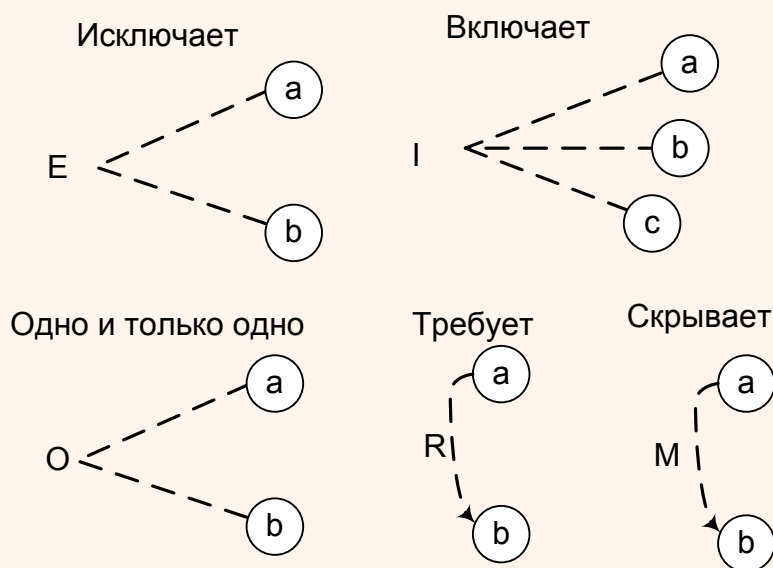 Исключает
E
a
b
Включает
I
a
b
c
Одно и только одно
O
a
b
Требует
R
a
b
Скрывает
M
a
b